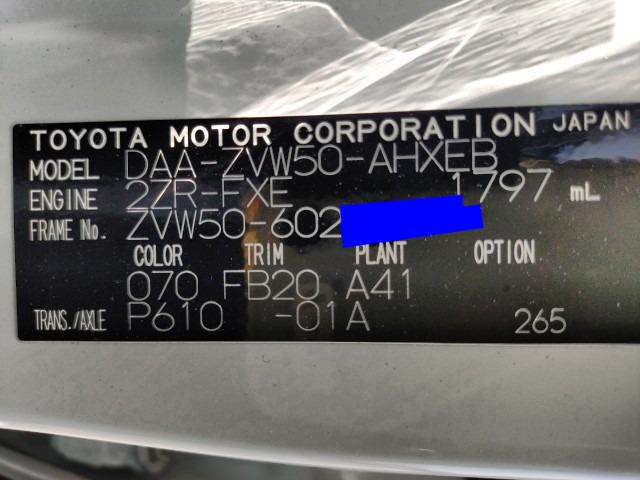 TOYOTA MOTOR CORPORATION JAPAN
MODEL DAA-ZVW50-AHXEB
ENGINE 2ZR-FXE 1797 mL
FRAME No. ZVW50-602
COLOR TRIM PLANT OPTION
070 FB20 A41
TRANS./AXLE P610 -01A 265